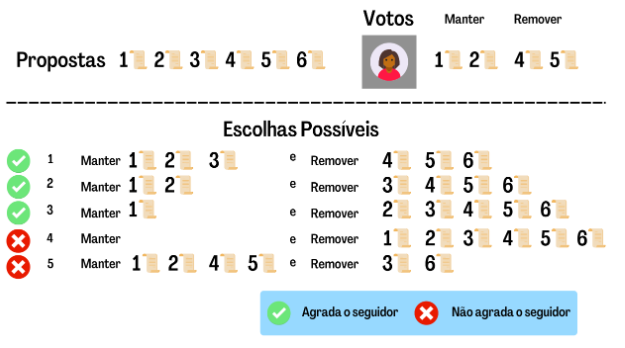 Votos Manter Remover
Propostas 1 2 3 4 5 6 1 2 4 5
Escolhas Possíveis
1 Manter 1 2 3 e Remover 4 5 6
2 Manter 1 2 e Remover 3 4 5 6
3 Manter 1 e Remover 2 3 4 5 6
4 Manter e Remover 1 2 3 4 5 6
5 Manter 1 2 4 5 e Remover 3 6
Agrada o seguidor Não agrada o seguidor